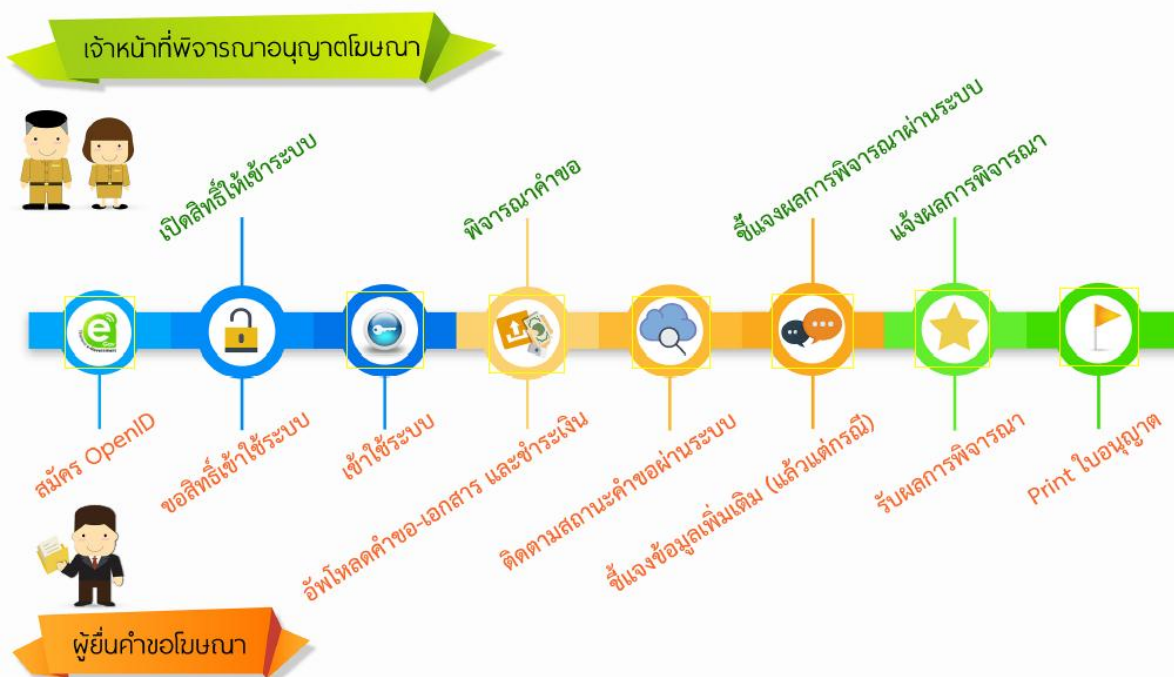 เจ้าหน้าที่พิจารณาอนุญาตโฆษณา
เปิดสิทธิ์ให้เข้าระบบ
พิจารณาคำขอ
ชี้แจงผลการพิจารณาผ่านระบบ
แจ้งผลการพิจารณา
สมัคร OpenID
ขอสิทธิ์เข้าใช้ระบบ
เข้าใช้ระบบ
อัพโหลดคำขอ-เอกสาร และชำระเงิน
ติดตามสถานะคำขอผ่านระบบ
ชี้แจงข้อมูลเพิ่มเติม (แล้วแต่กรณี)
รับผลการพิจารณา
Print ใบอนุญาต
ผู้ยื่นคำขอโฆษณา